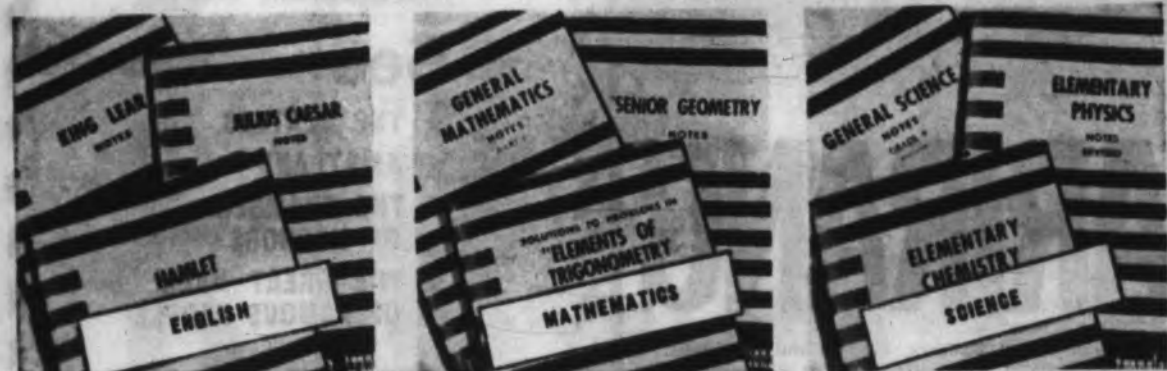 KING LEAR
NOTES
JULIUS CAESAR
NOTES
HAMLET
ENGLISH
GENERAL
MATHEMATICS
NOTES
SENIOR GEOMETRY
NOTES
SOLUTIONS TO PROBLEMS IN
"ELEMENTS OF
TRIGONOMETRY
MATHEMATICS
GENERAL SCIENCE
NOTES
ELEMENTARY
PHYSICS
NOTES
REVISED
ELEMENTARY
CHEMISTRY
SCIENCE